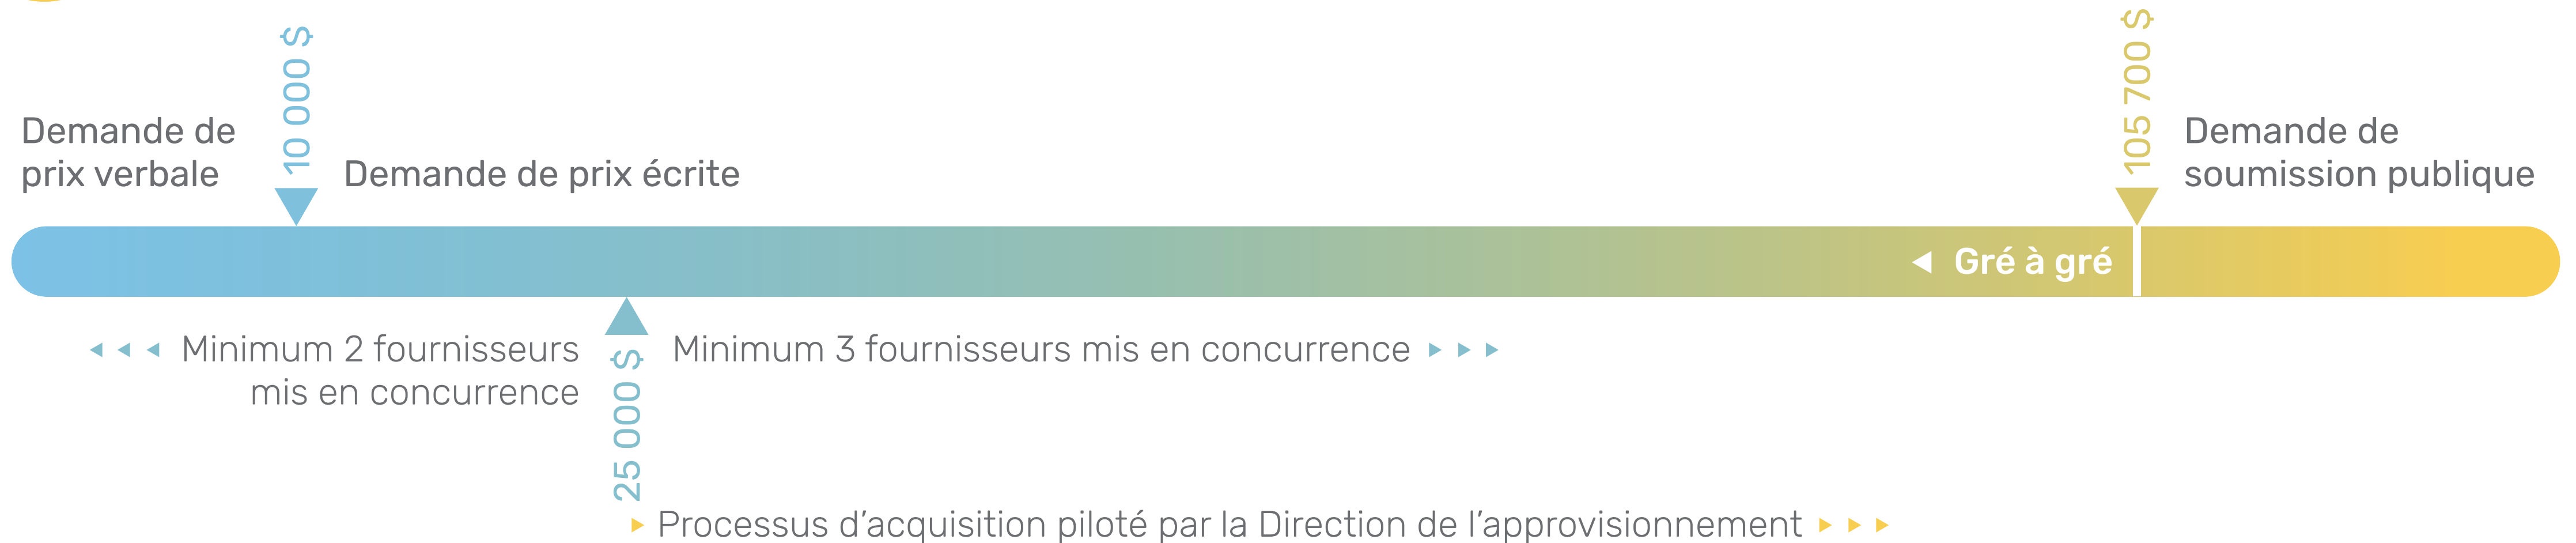 10 000 $
105 700 $
Demande de
prix verbale
Demande de prix écrite
Demande de
soumission publique
Gré à gré
Minimum 2 fournisseurs
mis en concurrence
25 000 $
Minimum 3 fournisseurs mis en concurrence
Processus d’acquisition piloté par la Direction de l’approvisionnement